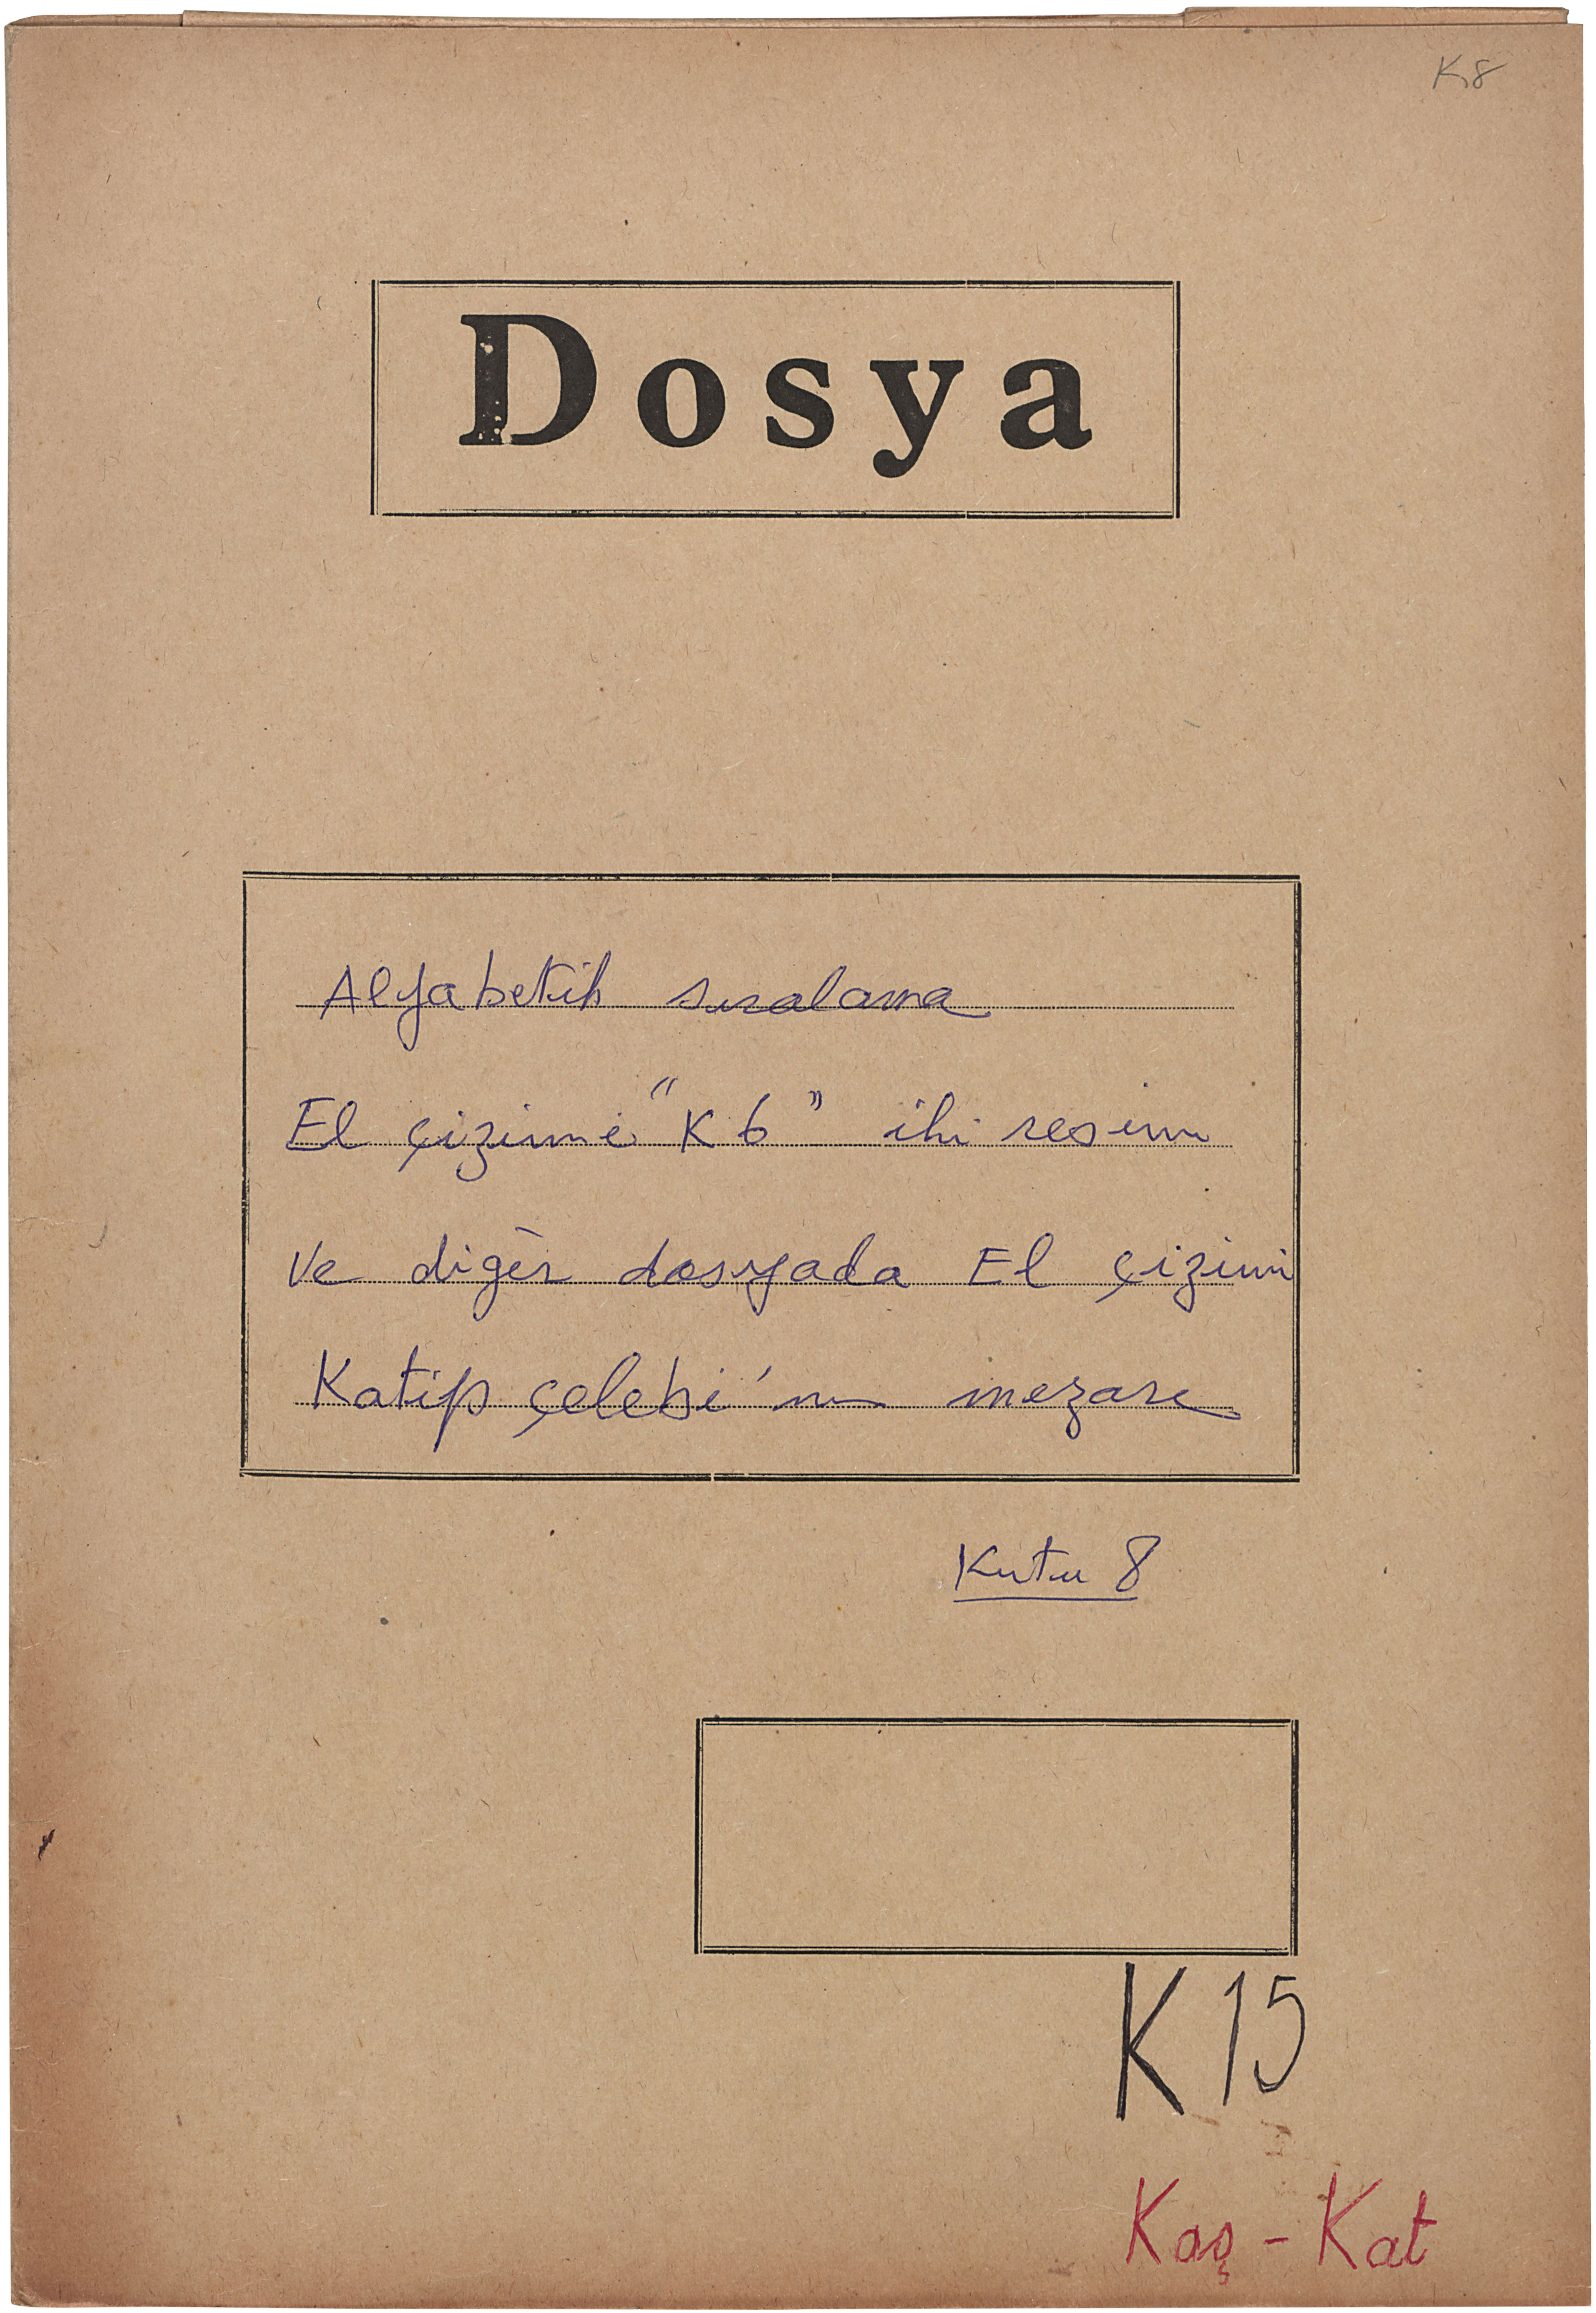 K8
Dosya
Alfabetik sıralama
El çizimi "K6" iki resim
Ve diğer dosyada El çizimi
Katip çelebi'nin mezarı
Kutu 8
K15
Kaş - Kat